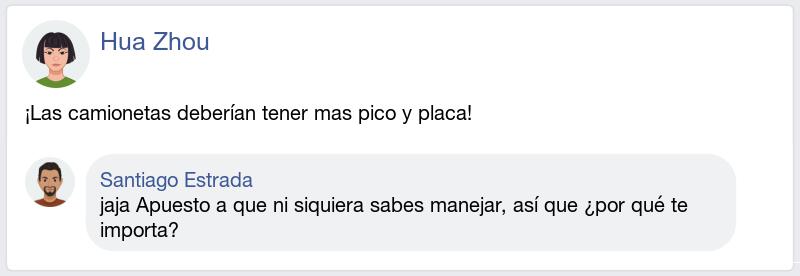 Hua Zhou
¡Las camionetas deberían tener mas pico y placa!
Santiago Estrada
jaja Apuesto a que ni siquiera sabes manejar, así que ¿por qué te
importa?